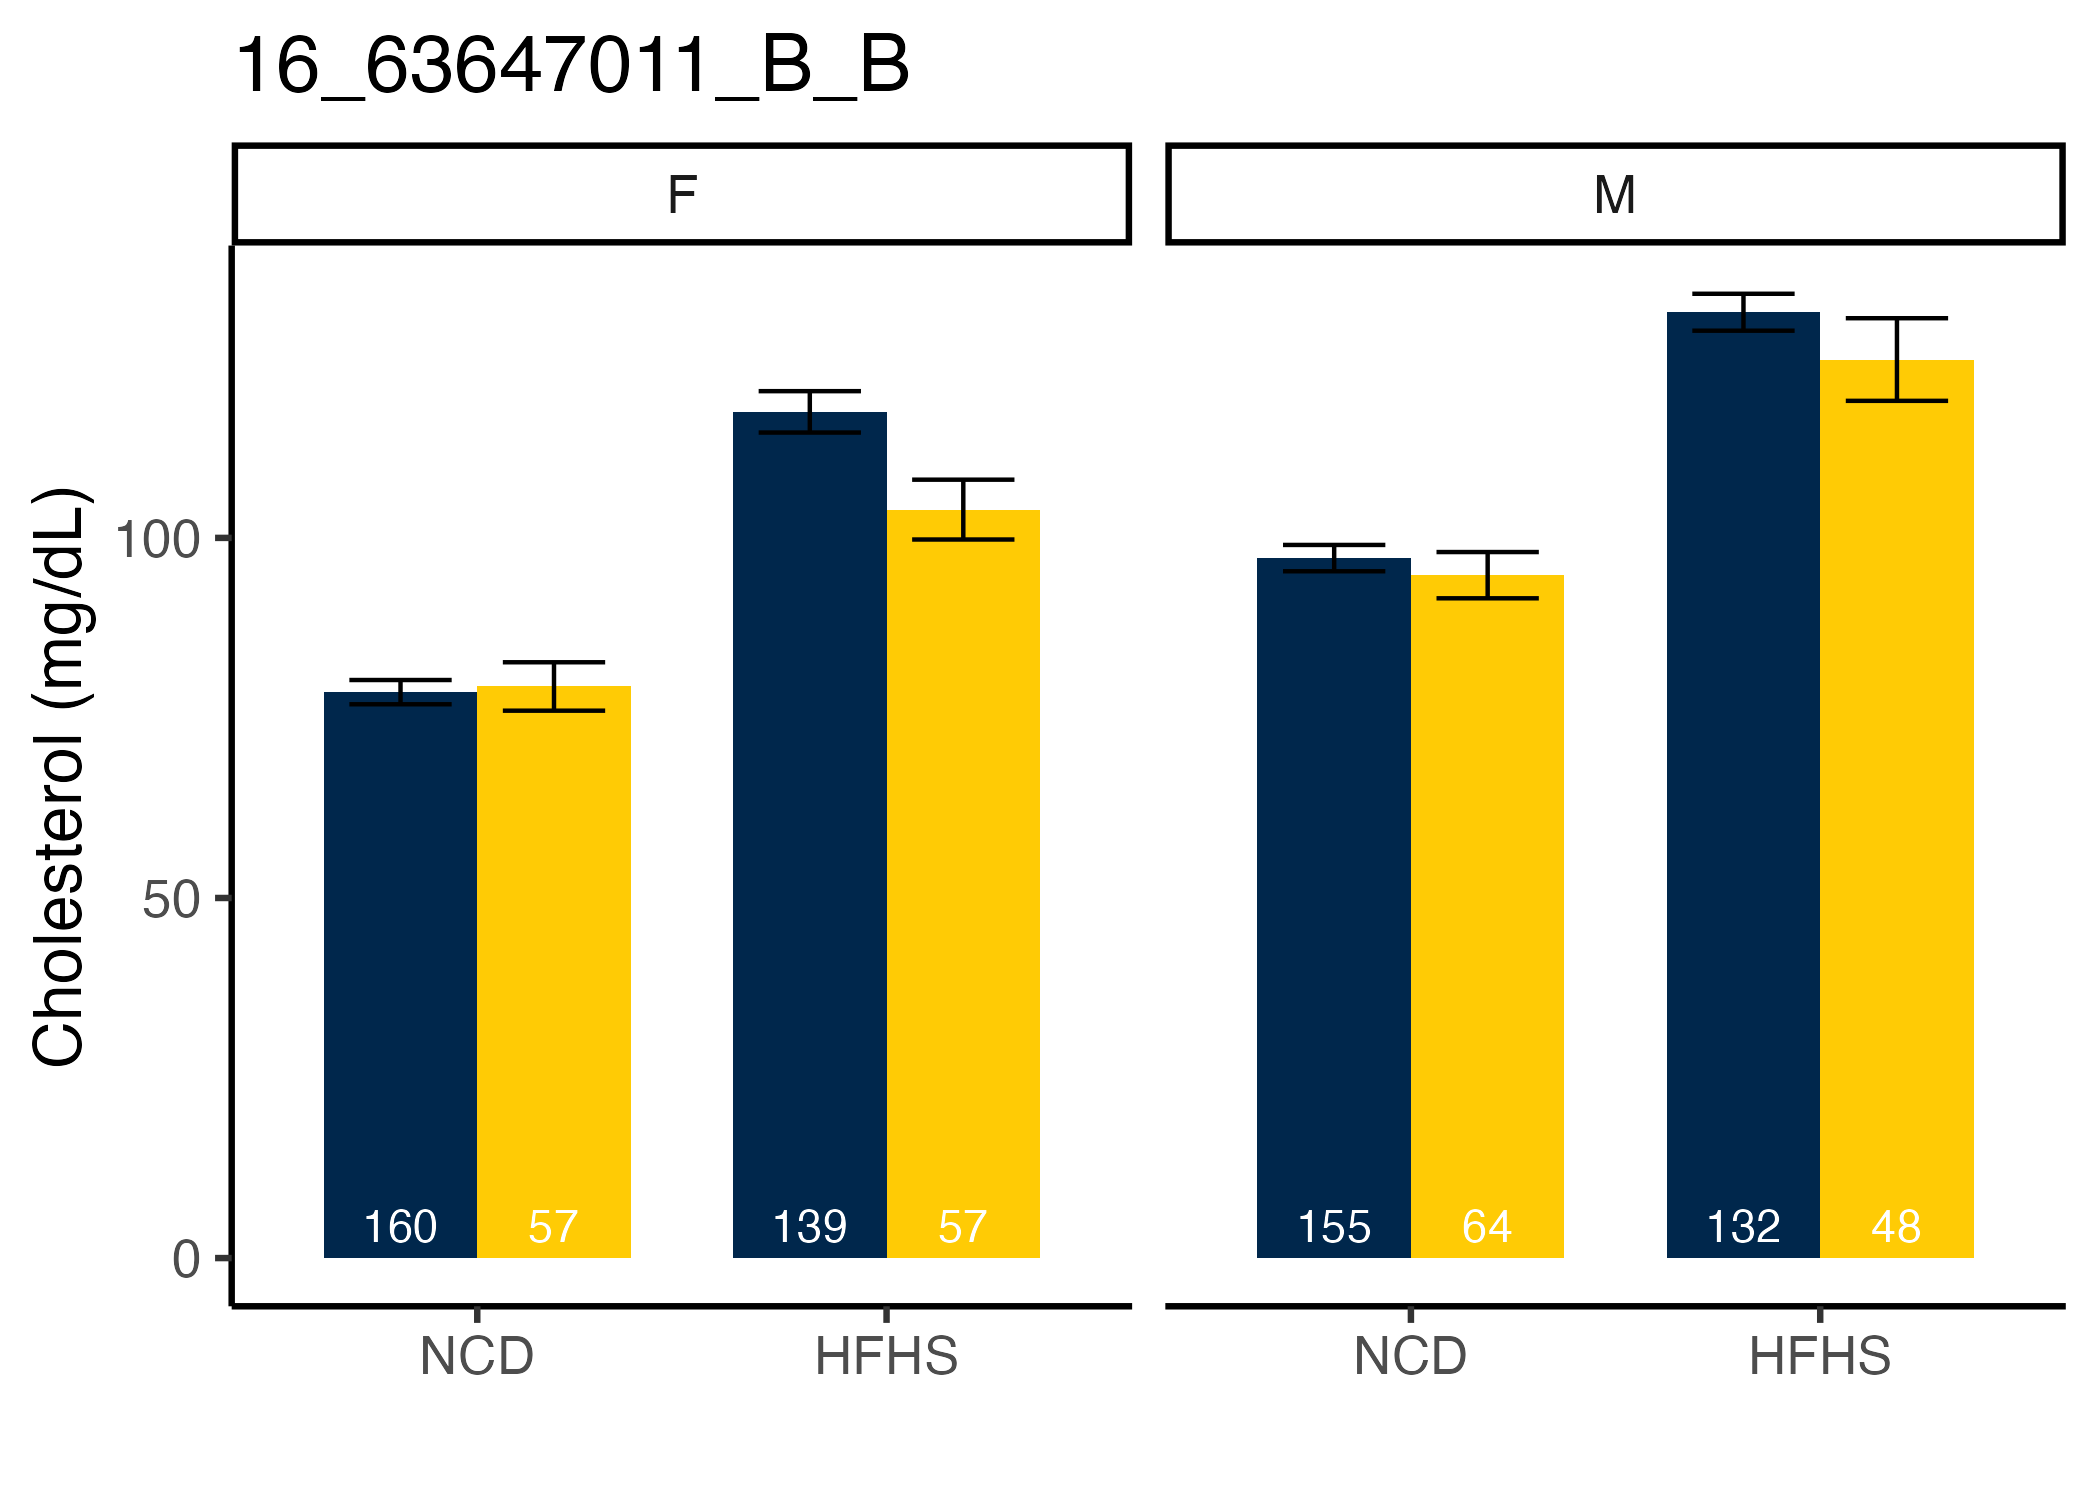 16_63647011_B_B
F
M
Cholesterol (mg/dL)
100
50
0
160
57
139
57
155
64
132
48
NCD
HFHS
NCD
HFHS